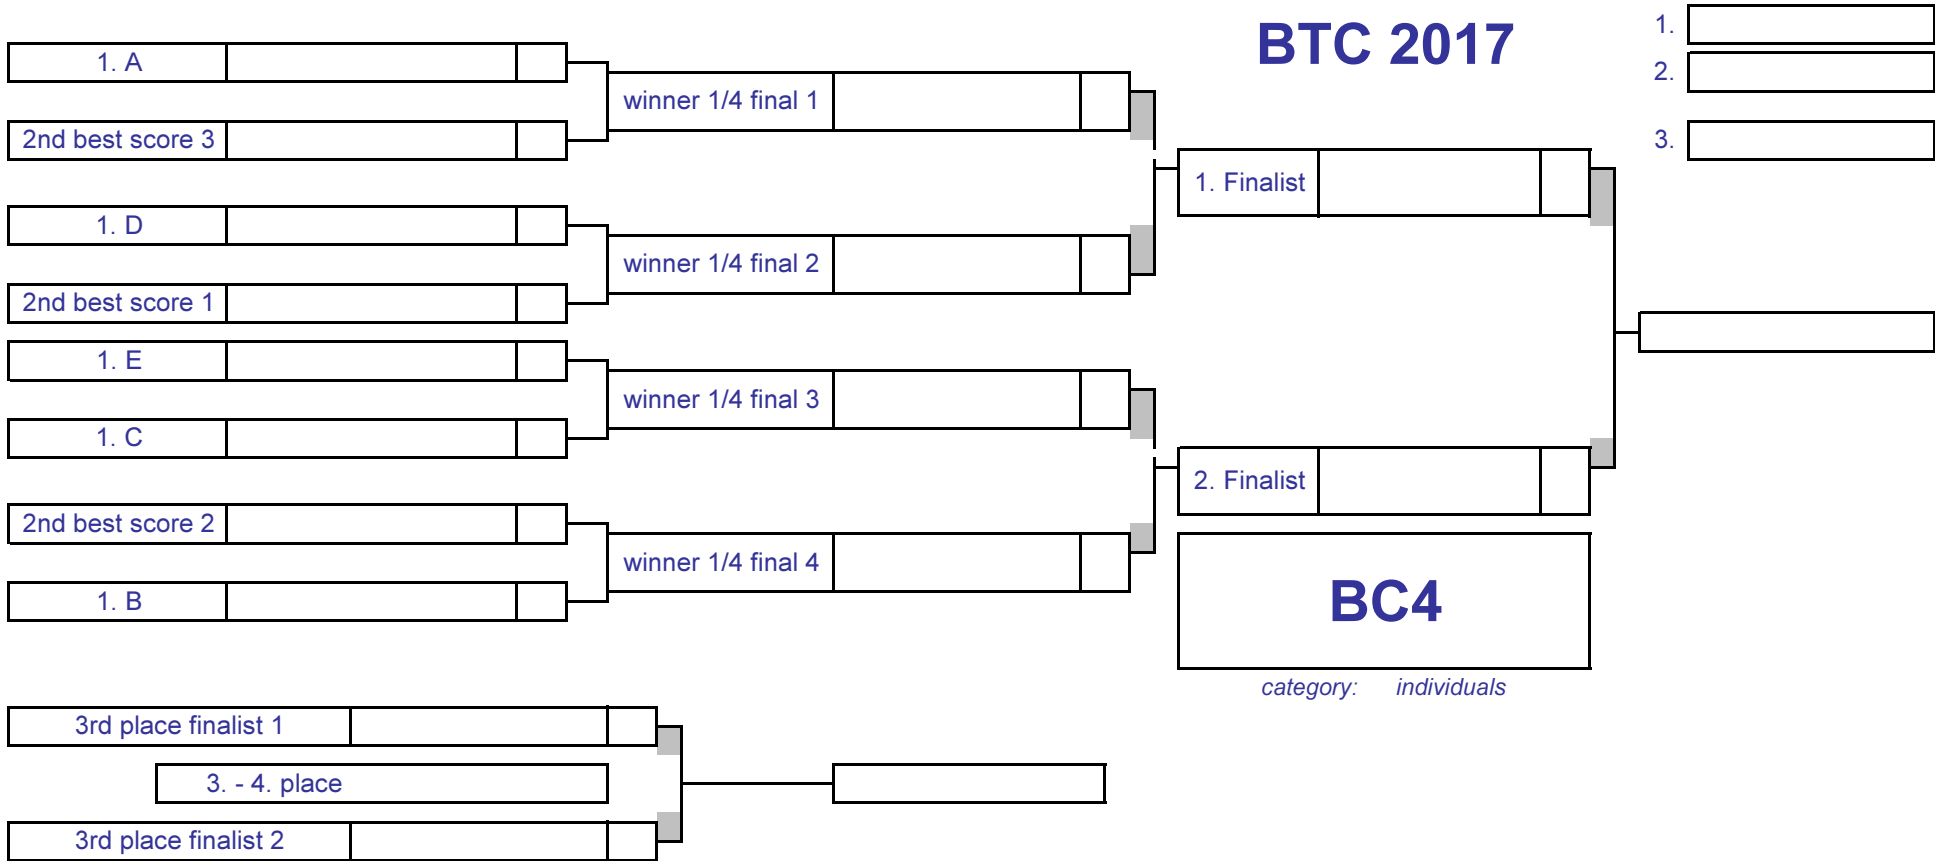 BTC 2017
1.
2.
3.
1. A
2nd best score 3
winner 1/4 final 1
1. D
2nd best score 1
winner 1/4 final 2
1. Finalist
1. E
1. C
winner 1/4 final 3
2nd best score 2
1. B
winner 1/4 final 4
2. Finalist
BC4
category: individuals
3rd place finalist 1
3. - 4. place
3rd place finalist 2